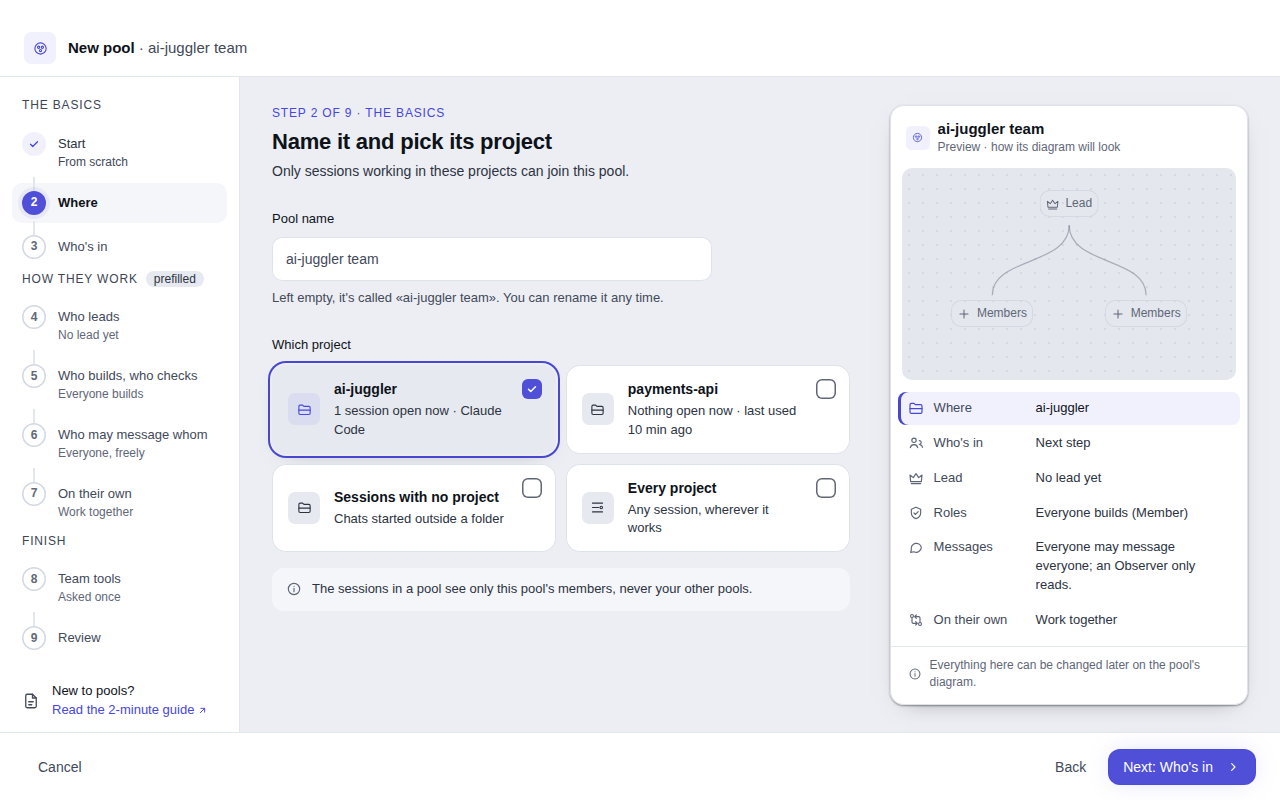 New pool · ai-juggler team
THE BASICS
Start
From scratch
2
Where
3
Who's in
HOW THEY WORK
prefilled
4
Who leads
No lead yet
5
Who builds, who checks
Everyone builds
6
Who may message whom
Everyone, freely
7
On their own
Work together
FINISH
8
Team tools
Asked once
9
Review
New to pools?
Read the 2-minute guide
STEP 2 OF 9 · THE BASICS
Name it and pick its project
Only sessions working in these projects can join this pool.
Pool name
ai-juggler team
Left empty, it's called «ai-juggler team». You can rename it any time.
Which project
ai-juggler
1 session open now · Claude
Code
payments-api
Nothing open now · last used
10 min ago
Sessions with no project
Chats started outside a folder
Every project
Any session, wherever it
works
The sessions in a pool see only this pool's members, never your other pools.
ai-juggler team
Preview · how its diagram will look
Lead
Members
Members
Where
ai-juggler
Who's in
Next step
Lead
No lead yet
Roles
Everyone builds (Member)
Messages
Everyone may message
everyone; an Observer only
reads.
On their own
Work together
Everything here can be changed later on the pool's
diagram.
Cancel
Back
Next: Who's in